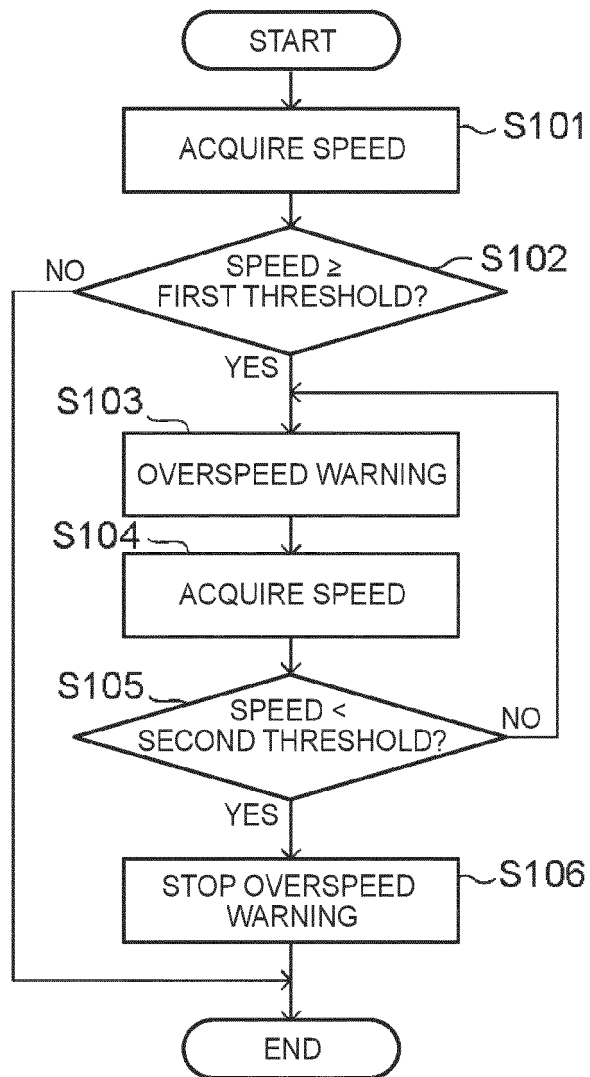 START
ACQUIRE SPEED
S101
SPEED ≥
FIRST THRESHOLD?
S102
NO
YES
S103
OVERSPEED WARNING
S104
ACQUIRE SPEED
S105
SPEED <
SECOND THRESHOLD?
NO
YES
STOP OVERSPEED
WARNING
S106
END